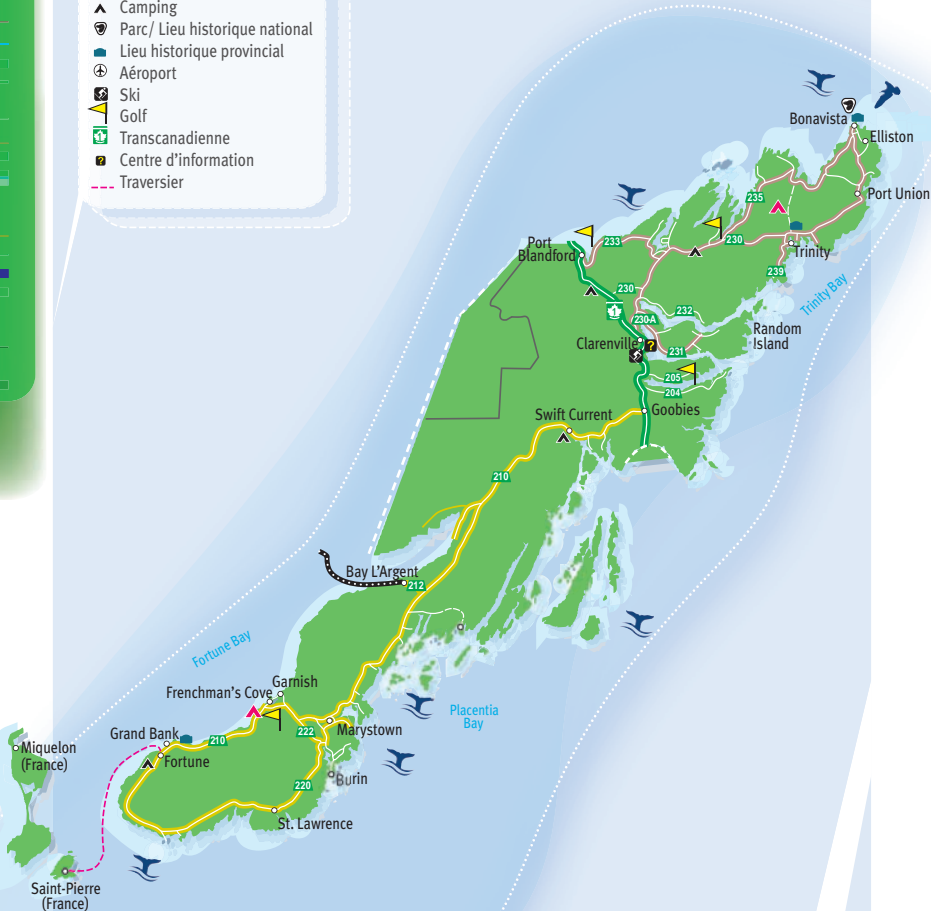 Camping
Parc/ Lieu historique national
Lieu historique provincial
Aéroport
Ski
Golf
1
Transcanadienne
?
Centre d'information
Traversier
Bonavista
Elliston
Port Union
235
230
Trinity
239
Trinity Bay
233
Port
Blandford
230
1
232
230-A
Clarenville
?
231
Random
Island
205
204
Goobies
Swift Current
210
Bay L'Argent
212
Fortune Bay
Garnish
Frenchman's Cove
Placentia
Bay
Marystown
222
Grand Bank
210
Fortune
Miquelon
(France)
Burin
220
St. Lawrence
Saint-Pierre
(France)